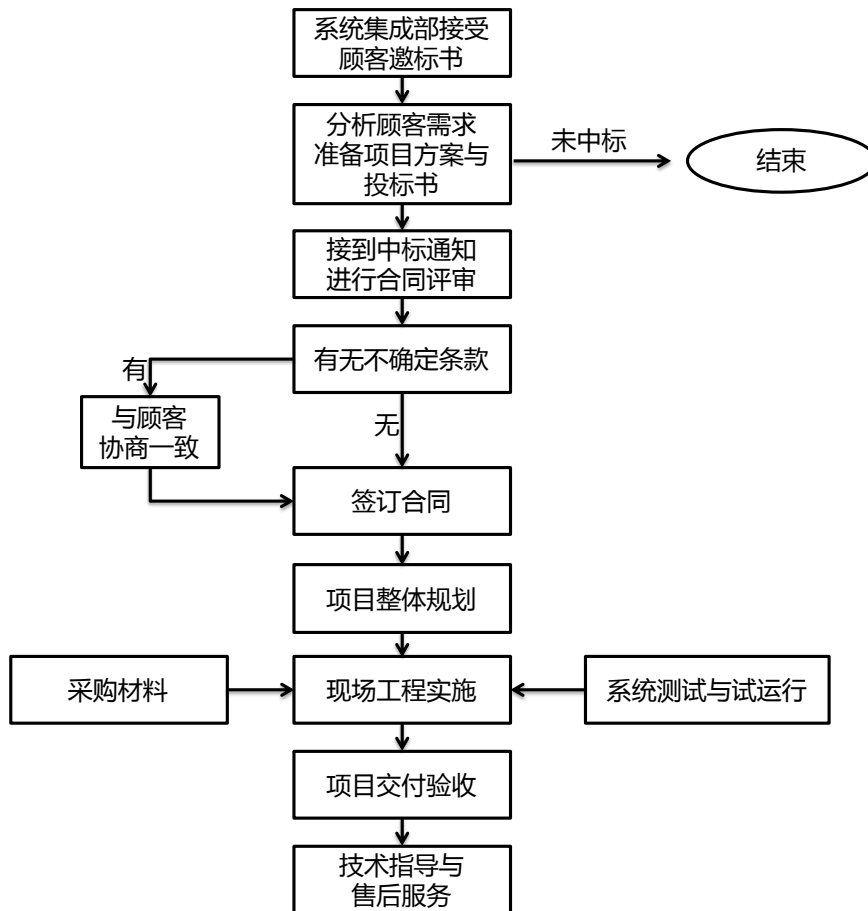 系统集成部接受
顾客邀标书
分析顾客需求
准备项目方案与
投标书
未中标
结束
接到中标通知
进行合同评审
有无不确定条款
有
与顾客
协商一致
无
签订合同
项目整体规划
采购材料
现场工程实施
系统测试与试运行
项目交付验收
技术指导与
售后服务